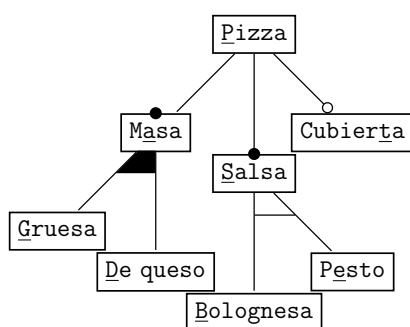 Pizza
Masa
Cubierta
Salsa
Gruesa
De queso
Pesto
Bolognesa